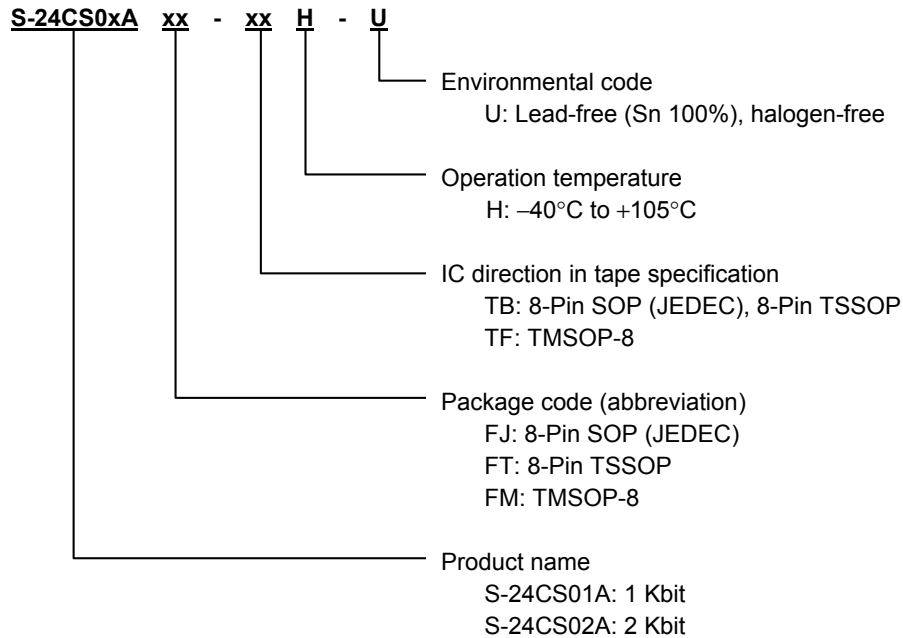 S-24CS0xA xx - xx H - U
Environmental code
U: Lead-free (Sn 100%), halogen-free
Operation temperature
H: −40°C to +105°C
IC direction in tape specification
TB: 8-Pin SOP (JEDEC), 8-Pin TSSOP
TF: TMSOP-8
Package code (abbreviation)
FJ: 8-Pin SOP (JEDEC)
FT: 8-Pin TSSOP
FM: TMSOP-8
Product name
S-24CS01A: 1 Kbit
S-24CS02A: 2 Kbit